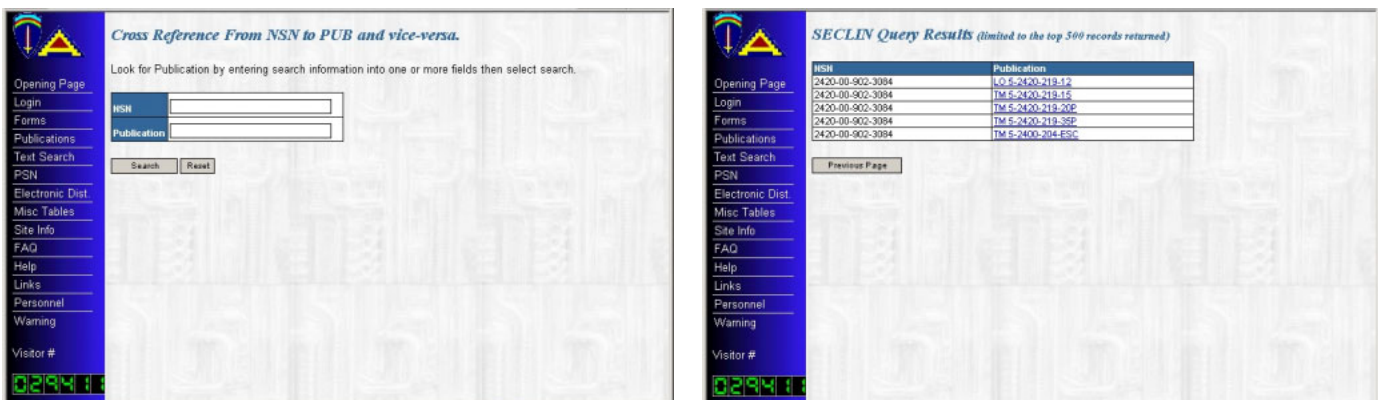 Cross Reference From NSN to PUB and vice-versa.
Look for Publication by entering search information into one or more fields then select search.
NSN
Publication
Search Reset
Opening Page
Login
Forms
Publications
Text Search
PSN
Electronic Dist.
Misc Tables
Site Info
FAQ
Help
Links
Personnel
Warning
Visitor #
029411
SECLIN Query Results (limited to the top 500 records returned)
NSN Publication
2420-00-902-3084 LO 5-2420-219-12
2420-00-902-3084 TM 5-2420-219-15
2420-00-902-3084 TM 5-2420-219-20P
2420-00-902-3084 TM 5-2420-219-35P
2420-00-902-3084 TM 5-2400-204-ESC
Previous Page
Opening Page
Login
Forms
Publications
Text Search
PSN
Electronic Dist.
Misc Tables
Site Info
FAQ
Help
Links
Personnel
Warning
Visitor #
029411